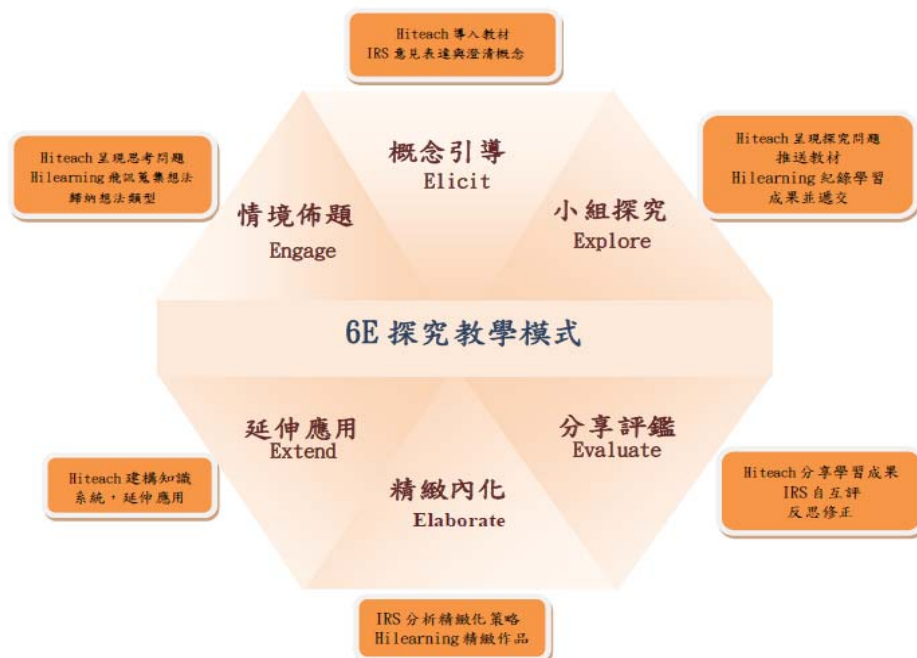 Hiteach 導入教材
IRS 意見表達與澄清概念
Hiteach 呈現思考問題
Hilearning 飛訊蒐集想法
歸納想法類型
概念引導
Elicit
Hiteach 呈現探究問題
推送教材
Hilearning 紀錄學習
成果並遞交
情境佈題
Engage
小組探究
Explore
6E 探究教學模式
延伸應用
Extend
分享評鑑
Evaluate
Hiteach 建構知識
系統，延伸應用
精緻內化
Elaborate
Hiteach 分享學習成果
IRS 自互評
反思修正
IRS 分析精緻化策略
Hilearning 精緻作品